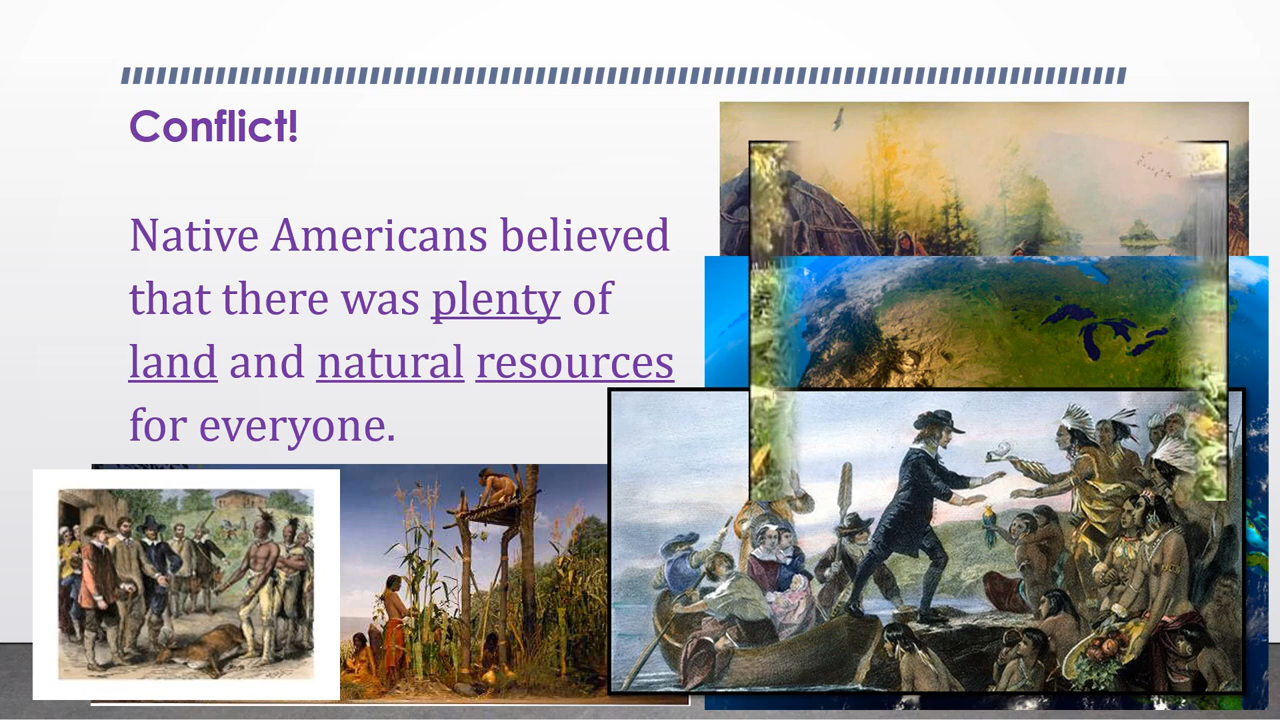 Conflict!
Native Americans believed
that there was plenty of
land and natural resources
for everyone.